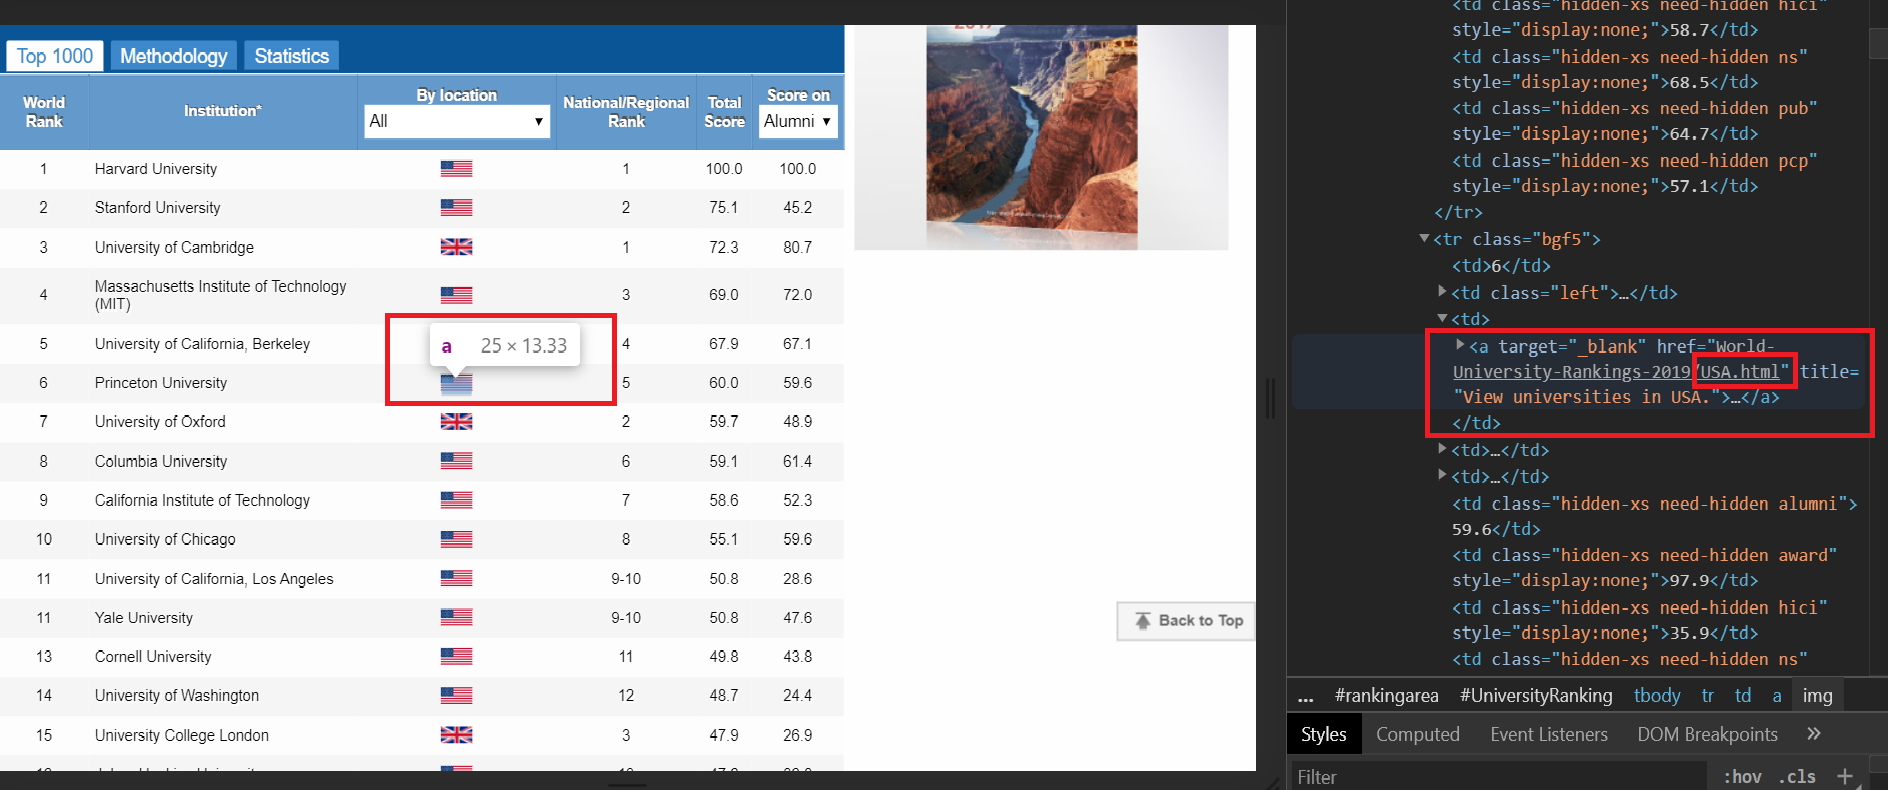 2017
Top 1000 Methodology Statistics
World Rank Institution* By location National/Regional Rank Total Score Score on
All ▼ Alumni ▼
1 Harvard University 1 100.0 100.0
2 Stanford University 2 75.1 45.2
3 University of Cambridge 1 72.3 80.7
4 Massachusetts Institute of Technology (MIT) 3 69.0 72.0
5 University of California, Berkeley 4 67.9 67.1
a 25 × 13.33
6 Princeton University 5 60.0 59.6
7 University of Oxford 2 59.7 48.9
8 Columbia University 6 59.1 61.4
9 California Institute of Technology 7 58.6 52.3
10 University of Chicago 8 55.1 59.6
11 University of California, Los Angeles 9-10 50.8 28.6
11 Yale University 9-10 50.8 47.6
13 Cornell University 11 49.8 43.8
14 University of Washington 12 48.7 24.4
15 University College London 3 47.9 26.9
Back to Top
<td class="hidden-xs need-hidden hici"
style="display:none;">58.7</td>
<td class="hidden-xs need-hidden ns"
style="display:none;">68.5</td>
<td class="hidden-xs need-hidden pub"
style="display:none;">64.7</td>
<td class="hidden-xs need-hidden pcp"
style="display:none;">57.1</td>
</tr>
▼<tr class="bgf5">
<td>6</td>
▶<td class="left">…</td>
▼<td>
▶<a target="_blank" href="World-
University-Rankings-2019/USA.html" title=
"View universities in USA.">…</a>
</td>
▶<td>…</td>
▶<td>…</td>
<td class="hidden-xs need-hidden alumni">
59.6</td>
<td class="hidden-xs need-hidden award"
style="display:none;">97.9</td>
<td class="hidden-xs need-hidden hici"
style="display:none;">35.9</td>
<td class="hidden-xs need-hidden ns"
... #rankingarea #UniversityRanking tbody tr td a img
Styles Computed Event Listeners DOM Breakpoints »
Filter :hov .cls +